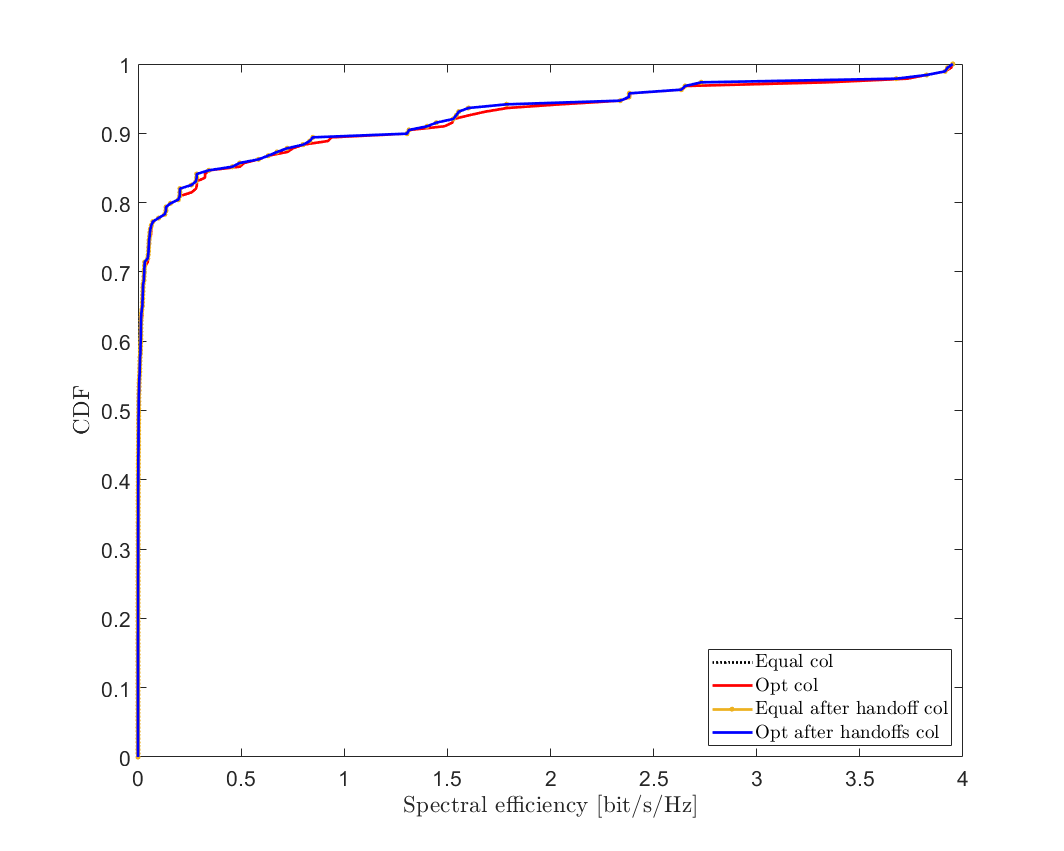 1
0.9
0.8
0.7
0.6
0.5
0.4
0.3
0.2
0.1
0
CDF
0 0.5 1 1.5 2 2.5 3 3.5 4
Spectral efficiency [bit/s/Hz]
Equal col
Opt col
Equal after handoff col
Opt after handoffs col